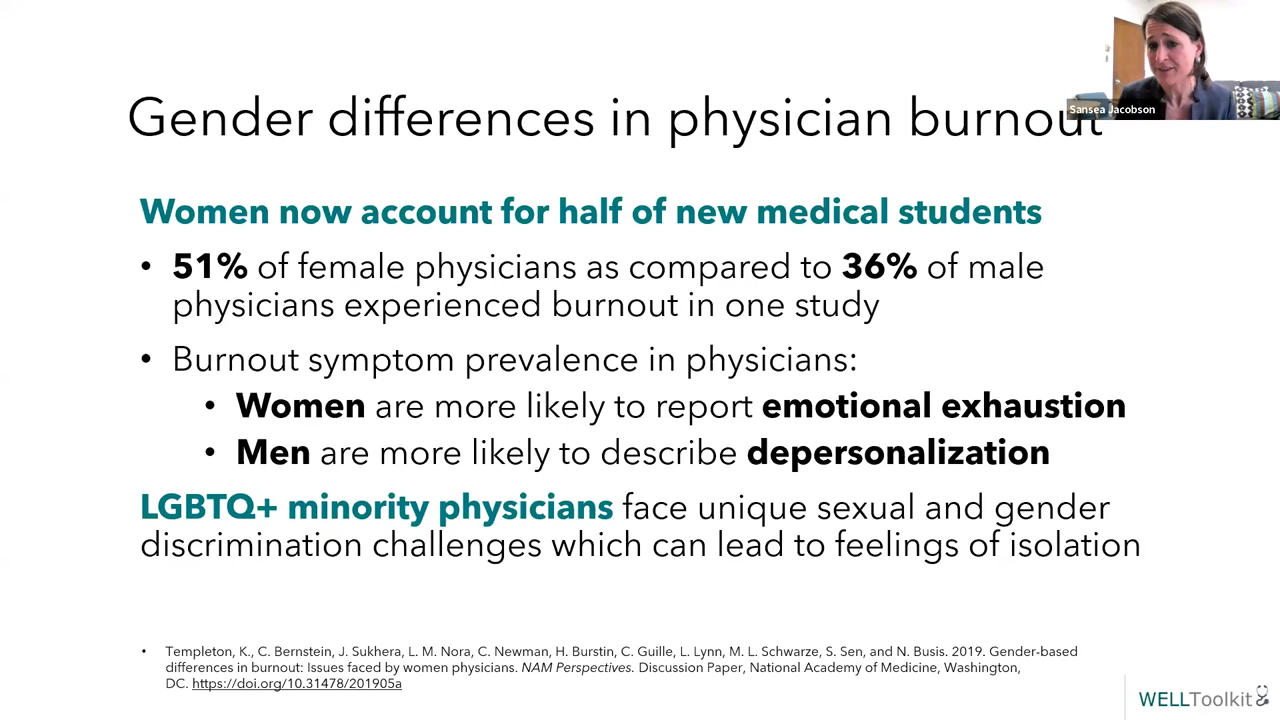 Sansea Jacobson
Gender differences in physician burnout
Women now account for half of new medical students
• 51% of female physicians as compared to 36% of male
physicians experienced burnout in one study
• Burnout symptom prevalence in physicians:
• Women are more likely to report emotional exhaustion
• Men are more likely to describe depersonalization
LGBTQ+ minority physicians face unique sexual and gender
discrimination challenges which can lead to feelings of isolation
• Templeton, K., C. Bernstein, J. Sukhera, L. M. Nora, C. Newman, H. Burstin, C. Guille, L. Lynn, M. L. Schwarze, S. Sen, and N. Busis. 2019. Gender-based
differences in burnout: Issues faced by women physicians. NAM Perspectives. Discussion Paper, National Academy of Medicine, Washington,
DC. https://doi.org/10.31478/201905a
WELLToolkit